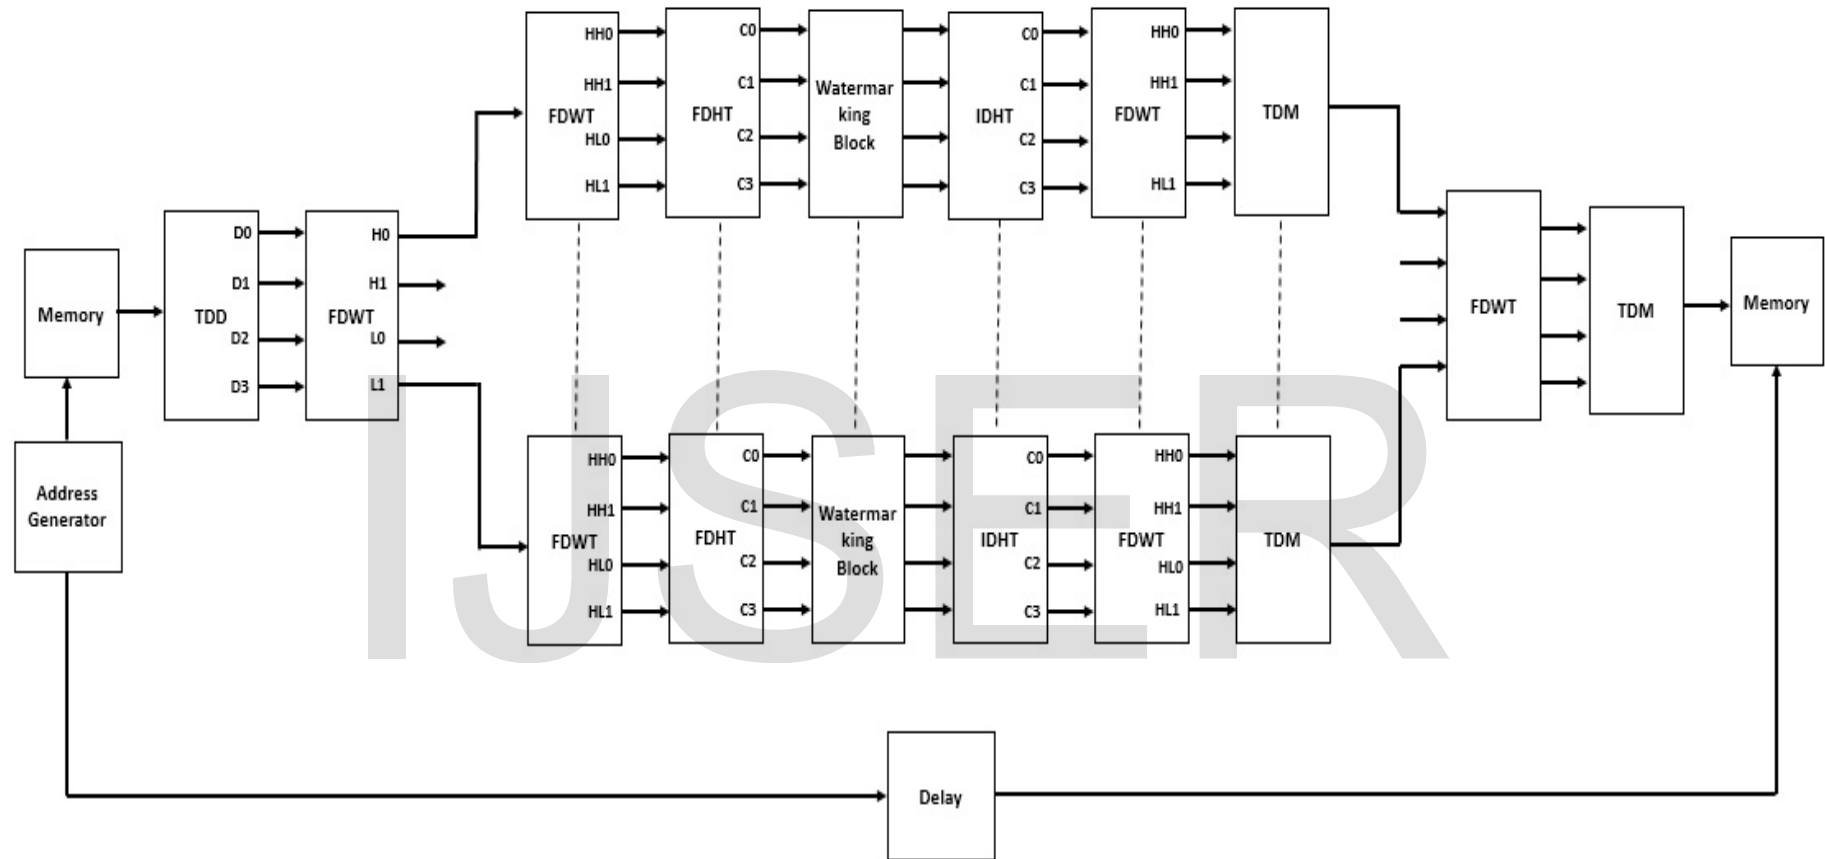 HH0
HH1
FDWT
HL0
HL1
C0
C1
FDHT
C2
C3
Watermar
king
Block
C0
C1
IDHT
C2
C3
HH0
HH1
FDWT
HL1
TDM
Memory
D0
D1
TDD
D2
D3
H0
H1
FDWT
L0
L1
FDWT
TDM
Memory
Address
Generator
HH0
HH1
FDWT
HL0
HL1
C0
C1
FDHT
C2
C3
Watermar
king
Block
C0
C1
IDHT
C2
C3
HH0
HH1
FDWT
HL0
HL1
TDM
Delay
IJSER